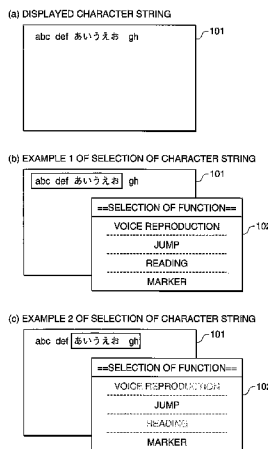 (a) DISPLAYED CHARACTER STRING
101
abc def あいうえお gh
(b) EXAMPLE 1 OF SELECTION OF CHARACTER STRING
101
abc def あいうえお gh
==SELECTION OF FUNCTION==
102
VOICE REPRODUCTION
JUMP
READING
MARKER
(c) EXAMPLE 2 OF SELECTION OF CHARACTER STRING
101
abc def あいうえお gh
==SELECTION OF FUNCTION==
102
VOICE REPRODUCTION
JUMP
READING
MARKER